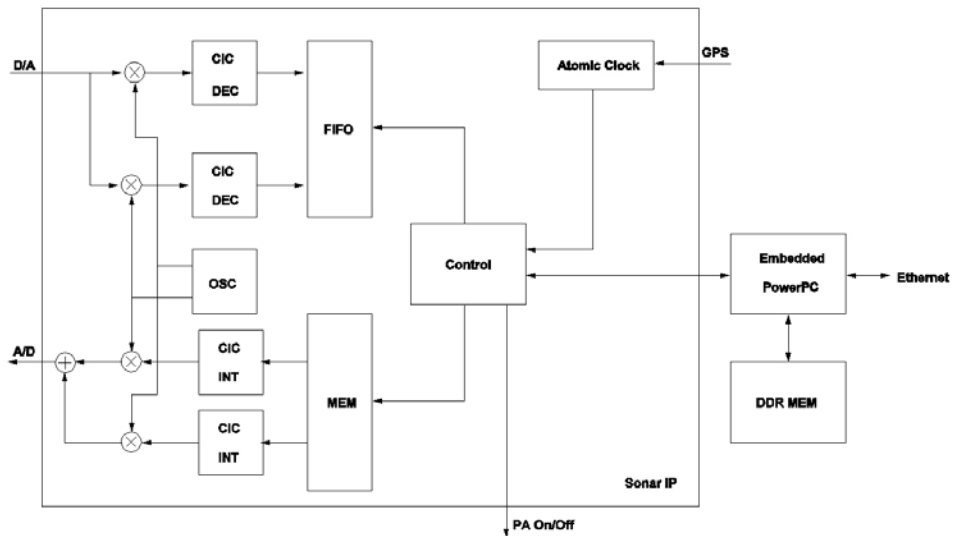 D/A
CIC
DEC
FIFO
Atomic Clock
GPS
CIC
DEC
OSC
Control
Embedded
PowerPC
Ethernet
A/D
CIC
INT
MEM
DDR MEM
CIC
INT
Sonar IP
PA On/Off